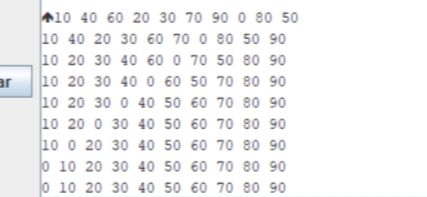 10 40 60 20 30 70 90 0 80 50
10 40 20 30 60 70 0 80 50 90
10 20 30 40 60 0 70 50 80 90
10 20 30 40 0 60 50 70 80 90
10 20 30 0 40 50 60 70 80 90
ar
10 20 0 30 40 50 60 70 80 90
10 0 20 30 40 50 60 70 80 90
0 10 20 30 40 50 60 70 80 90
0 10 20 30 40 50 60 70 80 90